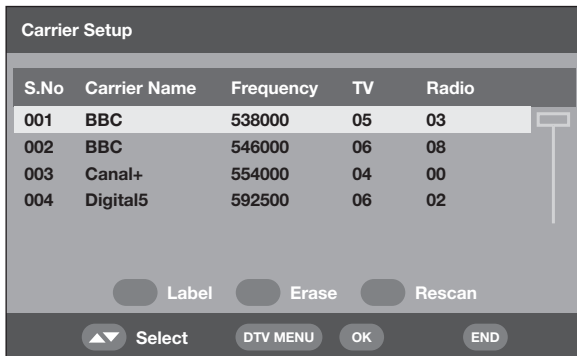 Carrier Setup
S.No Carrier Name Frequency TV Radio
001 BBC 538000 05 03
002 BBC 546000 06 08
003 Canal+ 554000 04 00
004 Digital5 592500 06 02
Label Erase Rescan
Select DTV MENU OK END